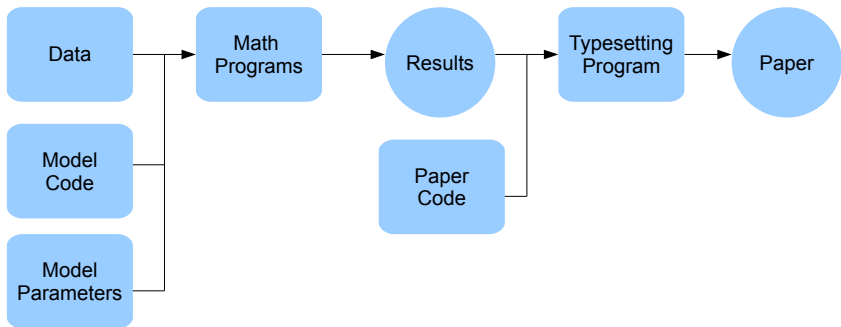 Data
Math
Programs
Results
Typesetting
Program
Paper
Model
Code
Paper
Code
Model
Parameters